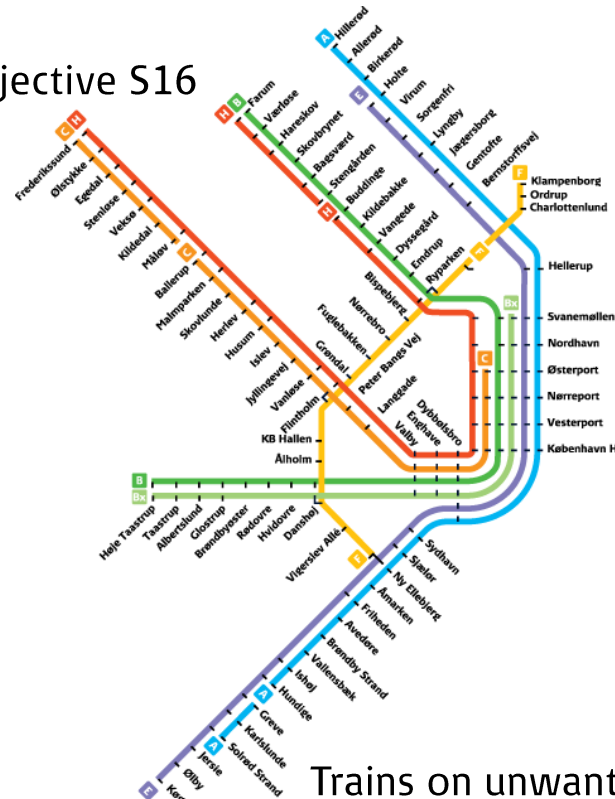 jective S16
A
Hillerød
Allerød
Birkerød
Holte
Virum
Sorgenfri
Lyngby
Jægersborg
Gentofte
Bernstorffsvej
E
H
B
Farum
Værløse
Hareskov
Skovbrynet
Bagsværd
Stengården
Buddinge
Kildebakke
Vangede
Dyssegård
Emdrup
Ryparken
H
Bispebjerg
Nørrebro
Fuglebakken
Grøndal
F
Klampenborg
Ordrup
Charlottenlund
Hellerup
Bx
Svanemøllen
Nordhavn
C
Østerport
Nørreport
Vesterport
København H
C
H
Frederikssund
Ølstykke
Egedal
Stenløse
Veksø
Kildedal
Måløv
C
Ballerup
Malmparken
Skovlunde
Herlev
Husum
Islev
Jyllingevej
Vanløse
Flintholm
Peter Bangs Vej
Langgade
Valby
Enghave
Dybbølsbro
KB Hallen
Ålholm
B
Bx
Høje Taastrup
Taastrup
Albertslund
Glostrup
Brøndbyøster
Rødovre
Hvidovre
Danshøj
Vigerslev Allé
F
Sydhavn
Sjælør
Ny Ellebjerg
Åmarken
Friheden
Avedøre
Brøndby Strand
Vallensbæk
Ishøj
Hundige
A
Greve
Karlslunde
Solrød Strand
A
Jersie
Ølby
E
Trains on unwant